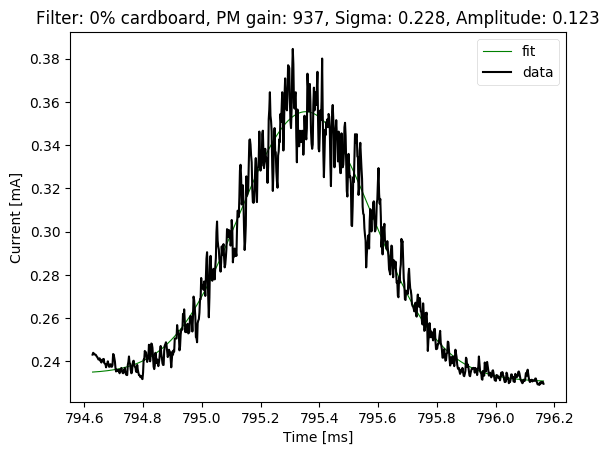 Filter: 0% cardboard, PM gain: 937, Sigma: 0.228, Amplitude: 0.123
fit
data
0.38
0.36
0.34
0.32
0.30
0.28
0.26
0.24
Current [mA]
794.6 794.8 795.0 795.2 795.4 795.6 795.8 796.0 796.2
Time [ms]